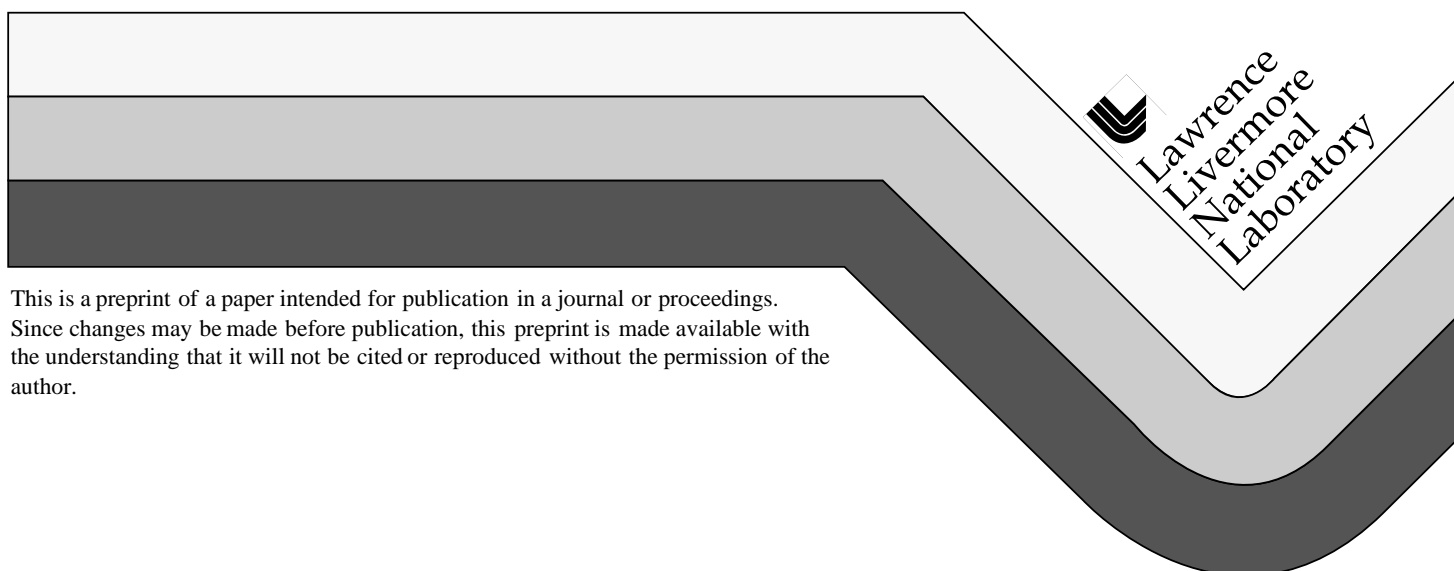 Lawrence
Livermore
National
Laboratory
This is a preprint of a paper intended for publication in a journal or proceedings.
Since changes may be made before publication, this preprint is made available with
the understanding that it will not be cited or reproduced without the permission of the
author.